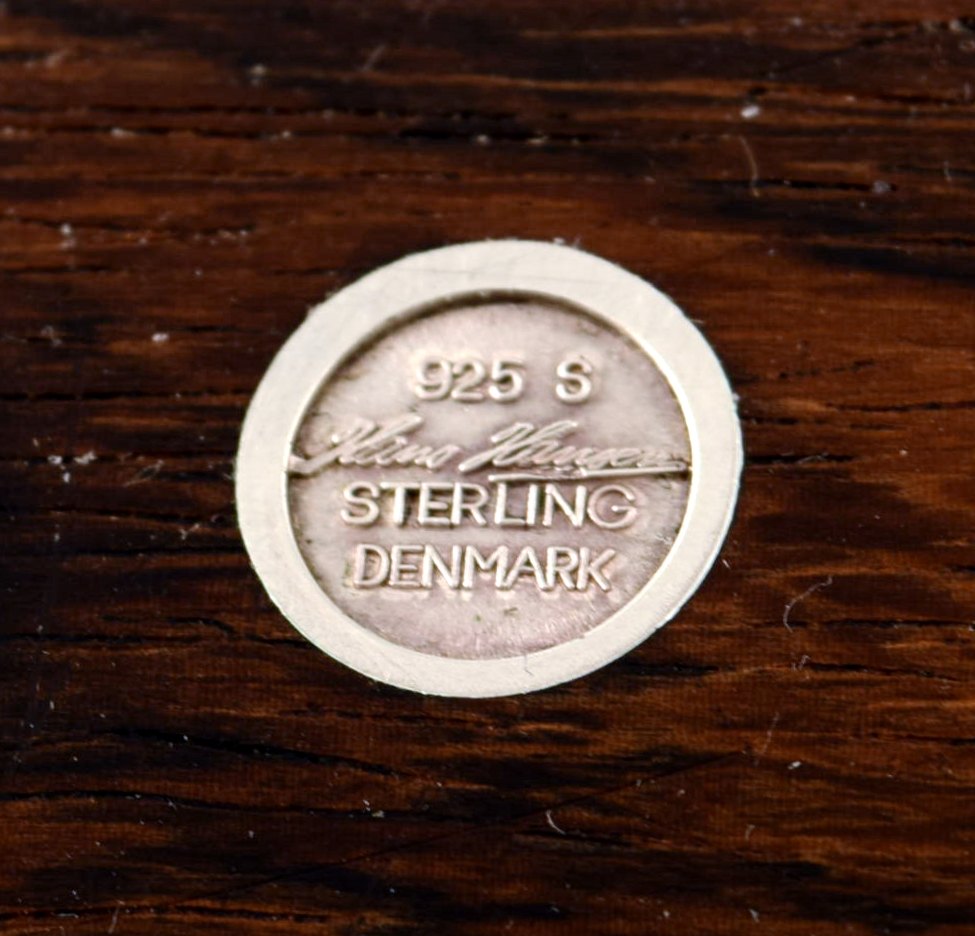 925 S
Hans Hansen
STERLING
DENMARK